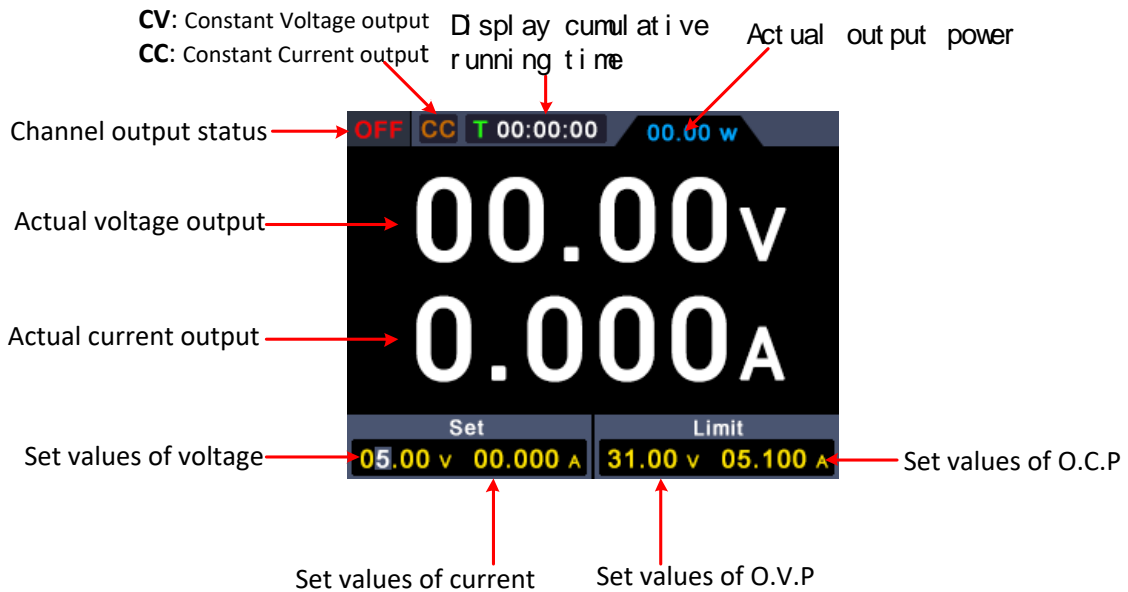 CV: Constant Voltage output
CC: Constant Current output
Display cumulative
running time
Actual output power
Channel output status
OFF CC T 00:00:00 00.00 W
Actual voltage output
00.00V
Actual current output
0.000A
Set Limit
Set values of voltage
05.00 V 00.000 A 31.00 V 05.100 A
Set values of O.C.P
Set values of current
Set values of O.V.P